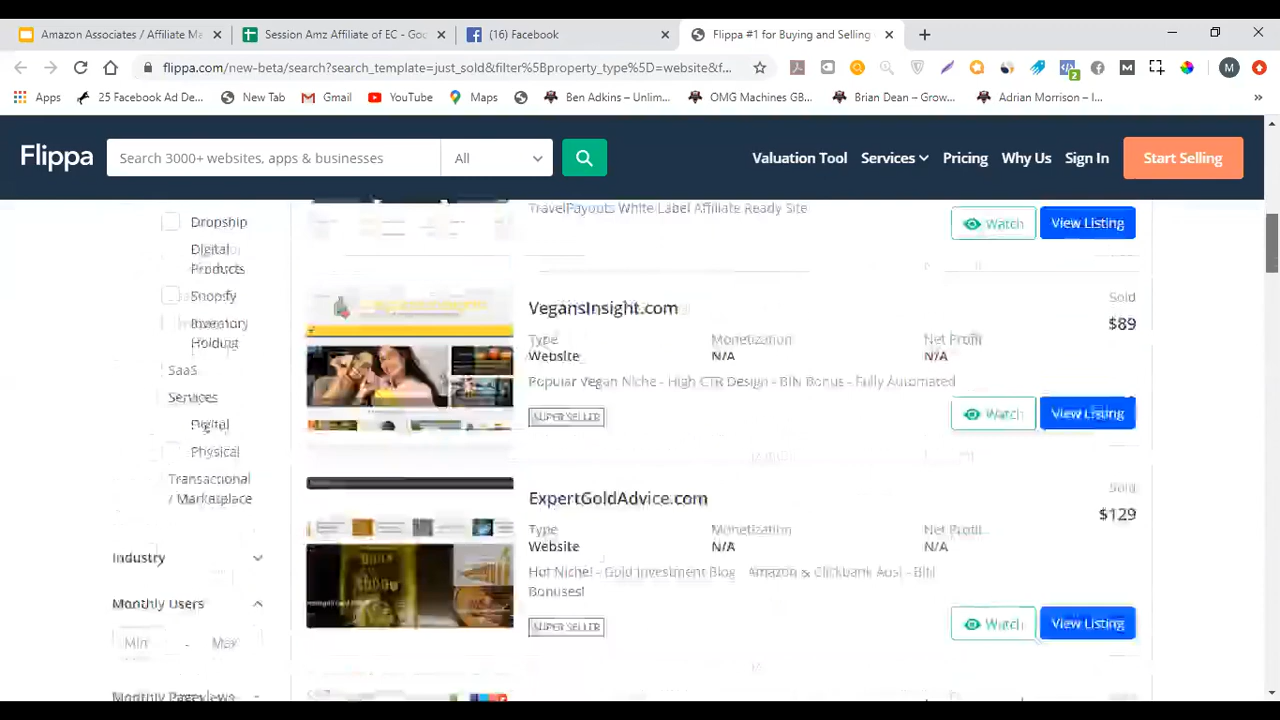 Amazon Associates / Affiliate Ma
Session Amz Affiliate of EC - Goo
(16) Facebook
Flippa #1 for Buying and Selling
flippa.com/new-beta/search?search_template=just_sold&filter%5Bproperty_type%5D=website&f...
2
M
M
Apps
25 Facebook Ad De...
New Tab
Gmail
YouTube
Maps
Ben Adkins – Unlim...
OMG Machines GB...
Brian Dean – Grow...
Adrian Morrison – I...
»
Flippa
Search 3000+ websites, apps & businesses
All
Valuation Tool
Services
Pricing
Why Us
Sign In
Start Selling
Dropship
Digital
Products
Shopify
Inventory
Holding
SaaS
Services
Digital
Physical
Transactional
/ Marketplace
Industry
Monthly Users
Min
-
Max
Monthly Pageviews
TravelPayouts White Label Affiliate Ready Site
Watch
View Listing
VegansInsight.com
Sold
$89
Type
Monetization
Net Profit
Website
N/A
N/A
Popular Vegan Niche - High CTR Design - BIN Bonus - Fully Automated
SUPER SELLER
Watch
View Listing
ExpertGoldAdvice.com
Sold
$129
Type
Monetization
Net Profit
Website
N/A
N/A
Hot Niche! - Gold Investment Blog
Amazon & Clickbank
BIN
Bonuses!
SUPER SELLER
Watch
View Listing